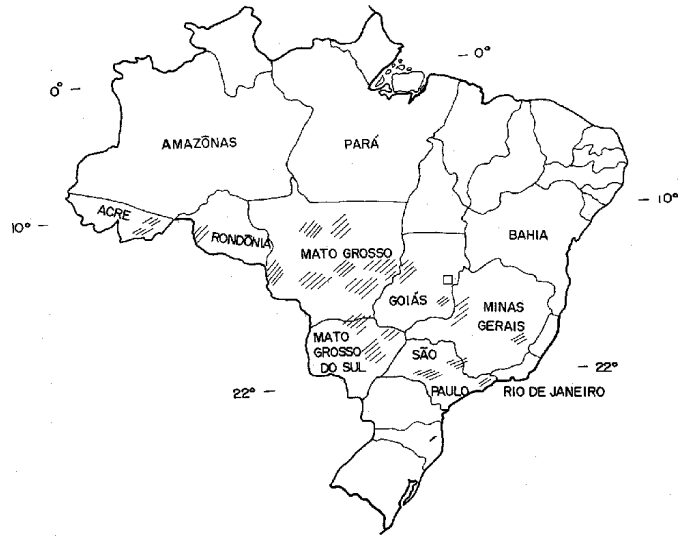 0°
0°
AMAZÕNAS
PARÁ
ACRE
10°
10°
RONDÔNIA
MATO GROSSO
BAHIA
GOIÁS
MINAS
GERAIS
MATO
GROSSO
DO SUL
SÃO
PAULO
22°
22°
RIO DE JANEIRO